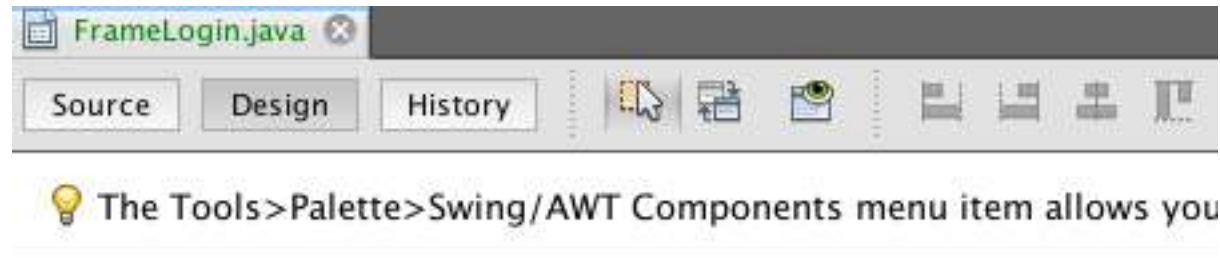 FrameLogin.java
Source Design History
The Tools>Palette>Swing/AWT Components menu item allows you